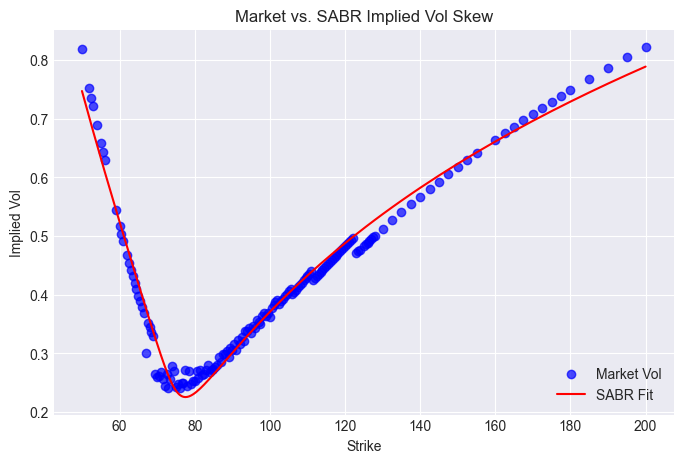 Market vs. SABR Implied Vol Skew
Implied Vol
0.8
0.7
0.6
0.5
0.4
0.3
0.2
60 80 100 120 140 160 180 200
Strike
Market Vol
SABR Fit